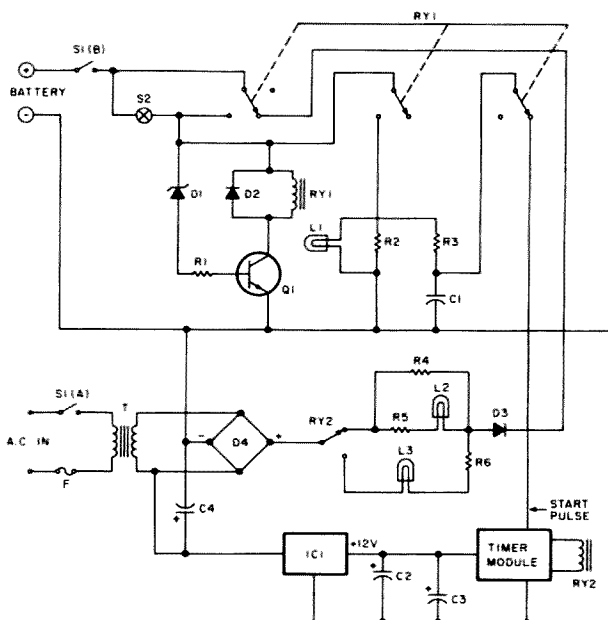 RY1
S1(B)
+
BATTERY
S2
-
D1
D2
RY1
L1
R2
R3
R1
Q1
C1
R4
S1(A)
T
RY2
L2
R5
D3
A.C IN
-
D4
+
L3
R6
F
C4
+
START
PULSE
+12V
IC1
TIMER
MODULE
C2
+
C3
+
RY2